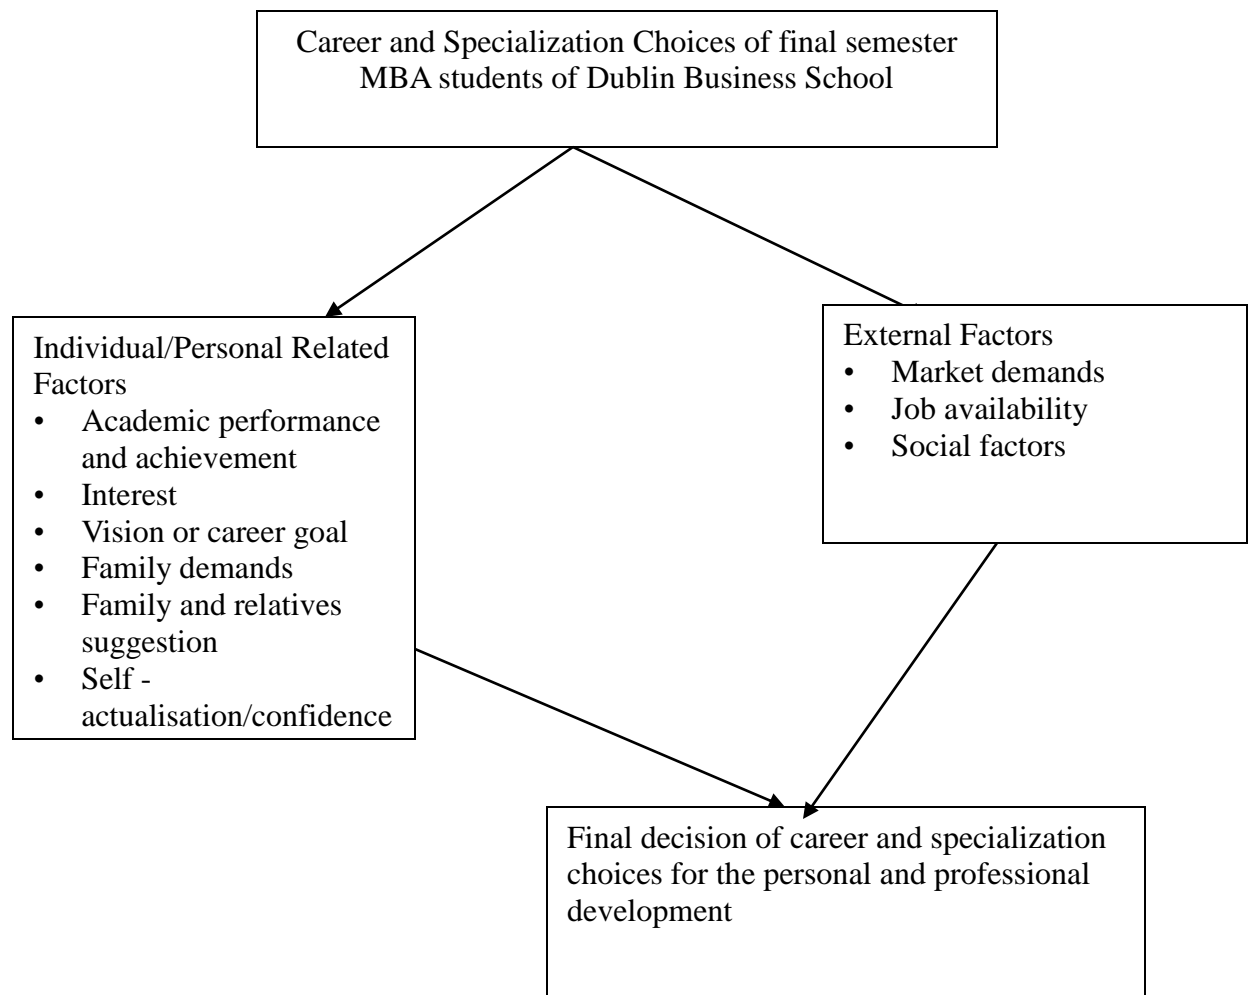 Career and Specialization Choices of final semester
MBA students of Dublin Business School
Individual/Personal Related
Factors
• Academic performance
and achievement
• Interest
• Vision or career goal
• Family demands
• Family and relatives
suggestion
• Self -
actualisation/confidence
External Factors
• Market demands
• Job availability
• Social factors
Final decision of career and specialization
choices for the personal and professional
development